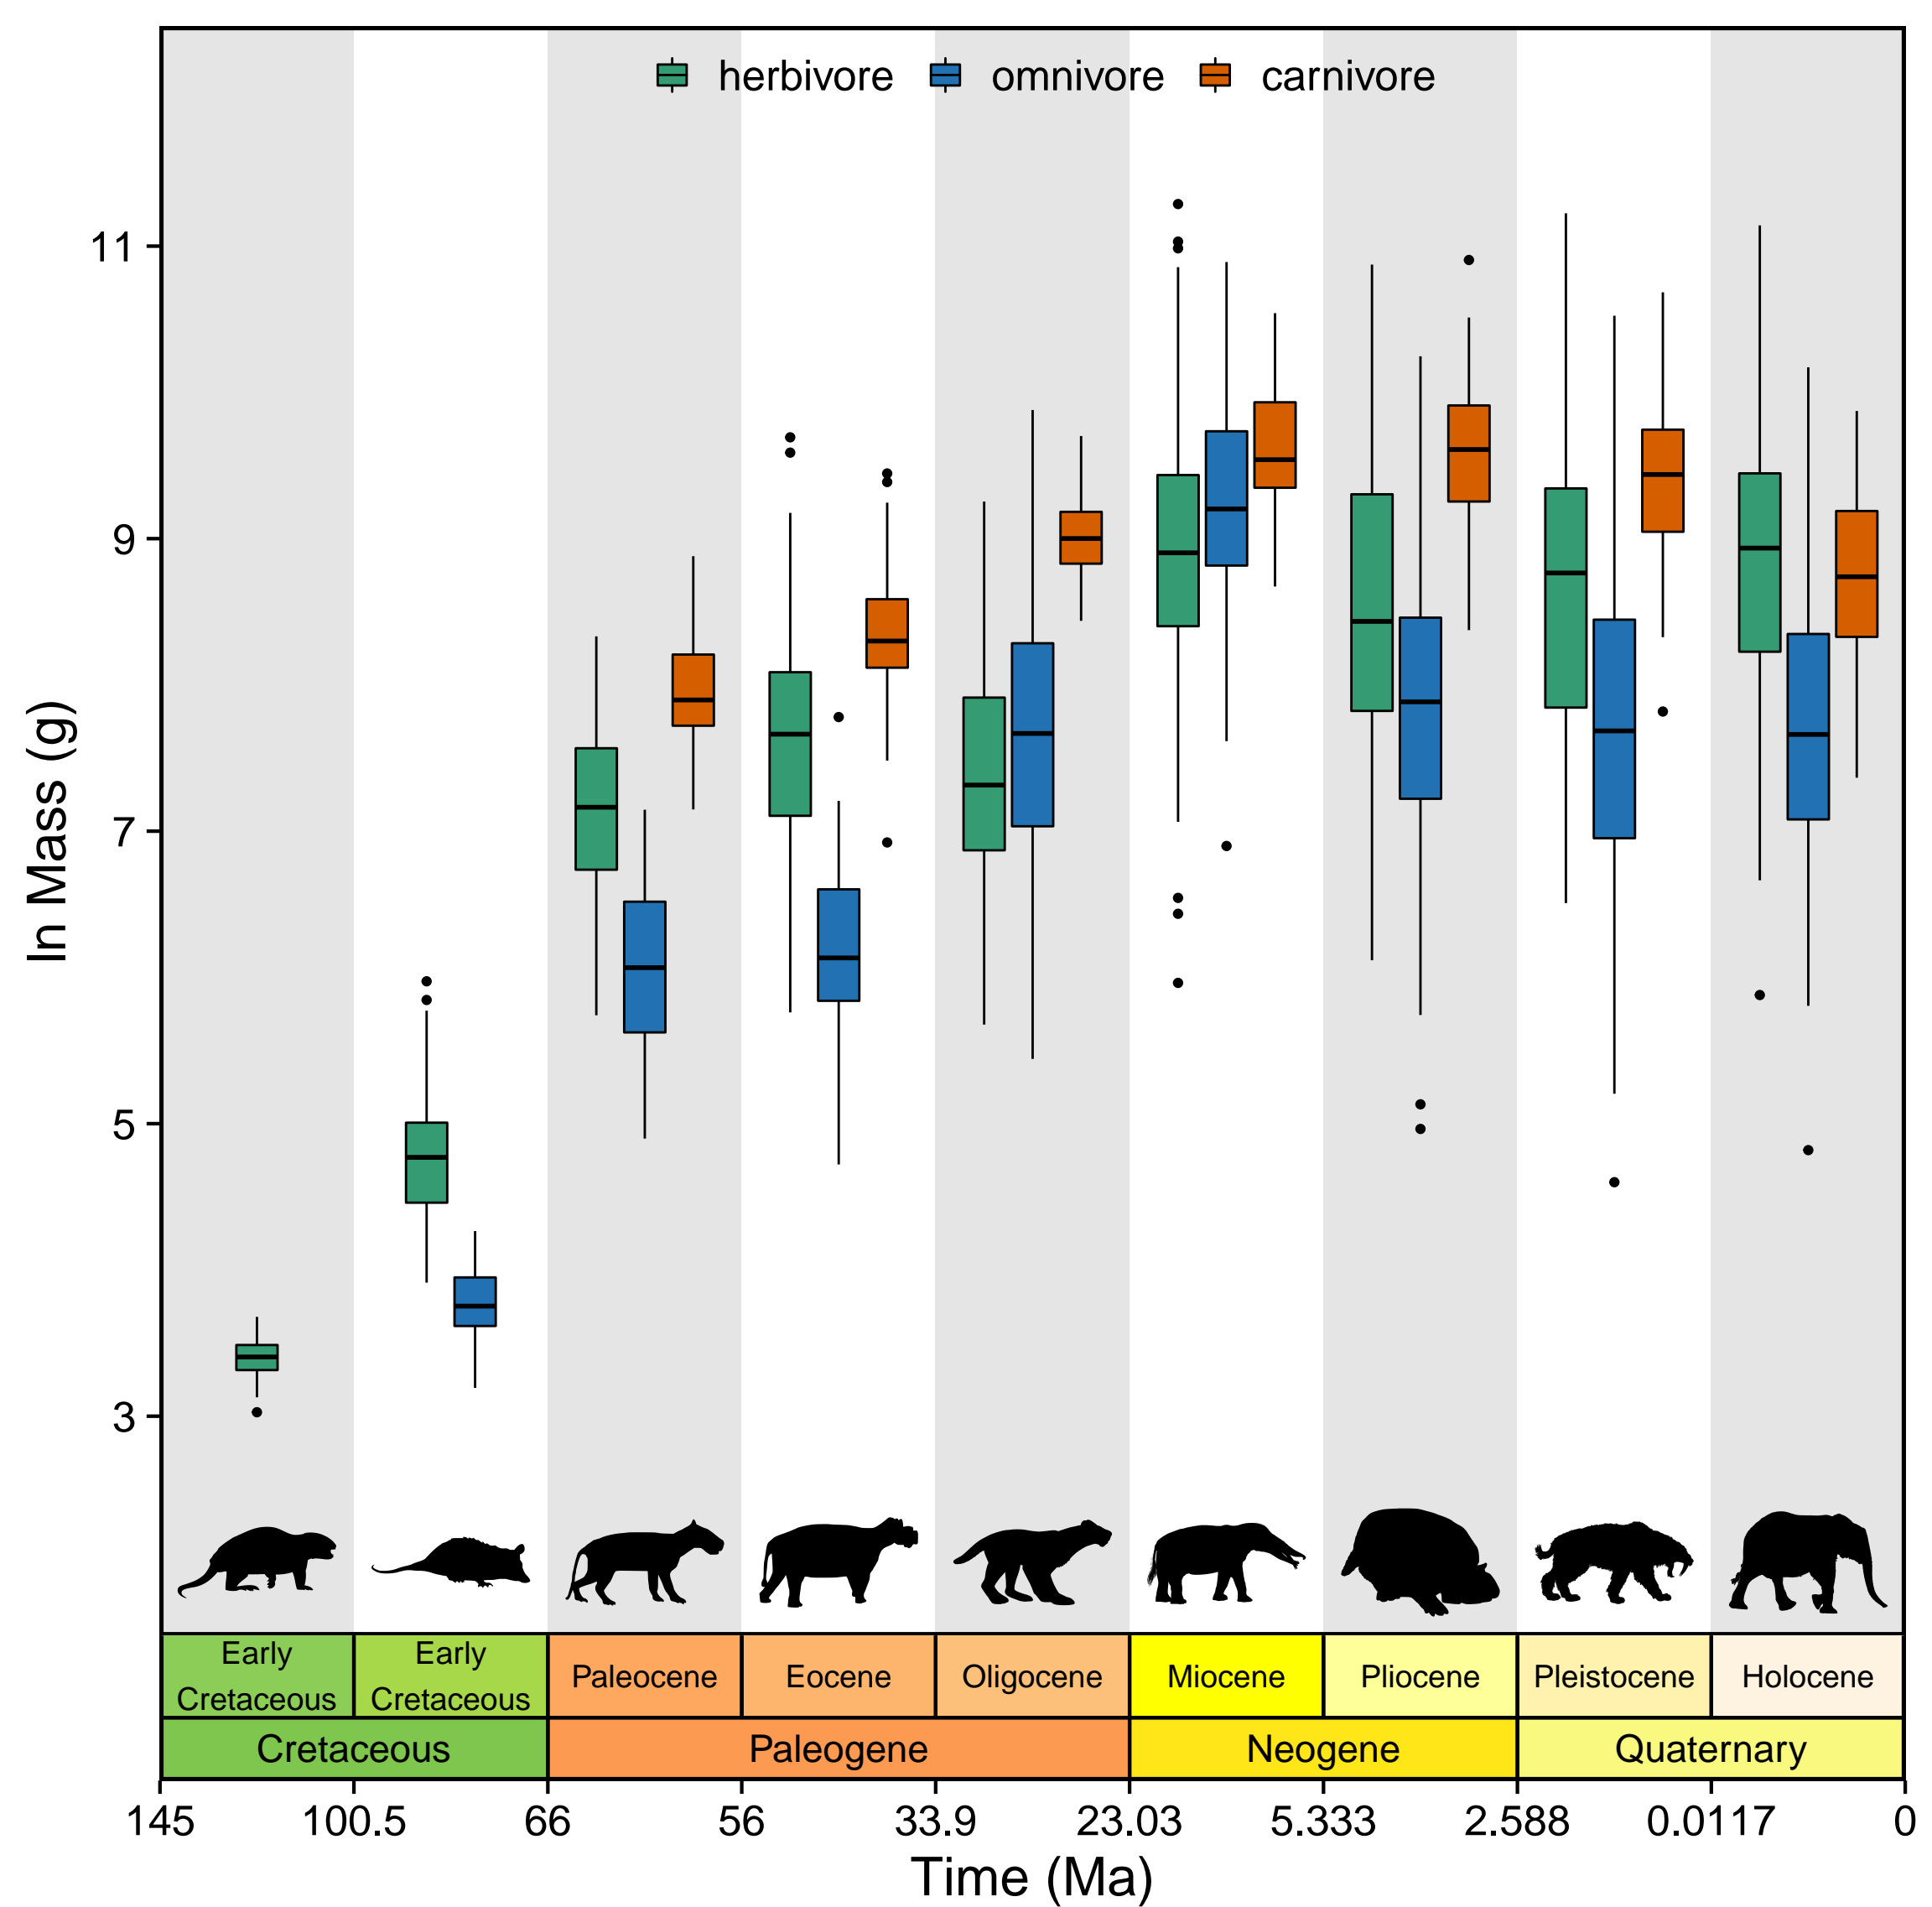 herbivore omnivore carnivore
11
9
7
5
3
ln Mass (g)
Early Cretaceous
Early Cretaceous
Paleocene
Eocene
Oligocene
Miocene
Pliocene
Pleistocene
Holocene
Cretaceous Paleogene Neogene Quaternary
145 100.5 66 56 33.9 23.03 5.333 2.588 0.0117 0
Time (Ma)